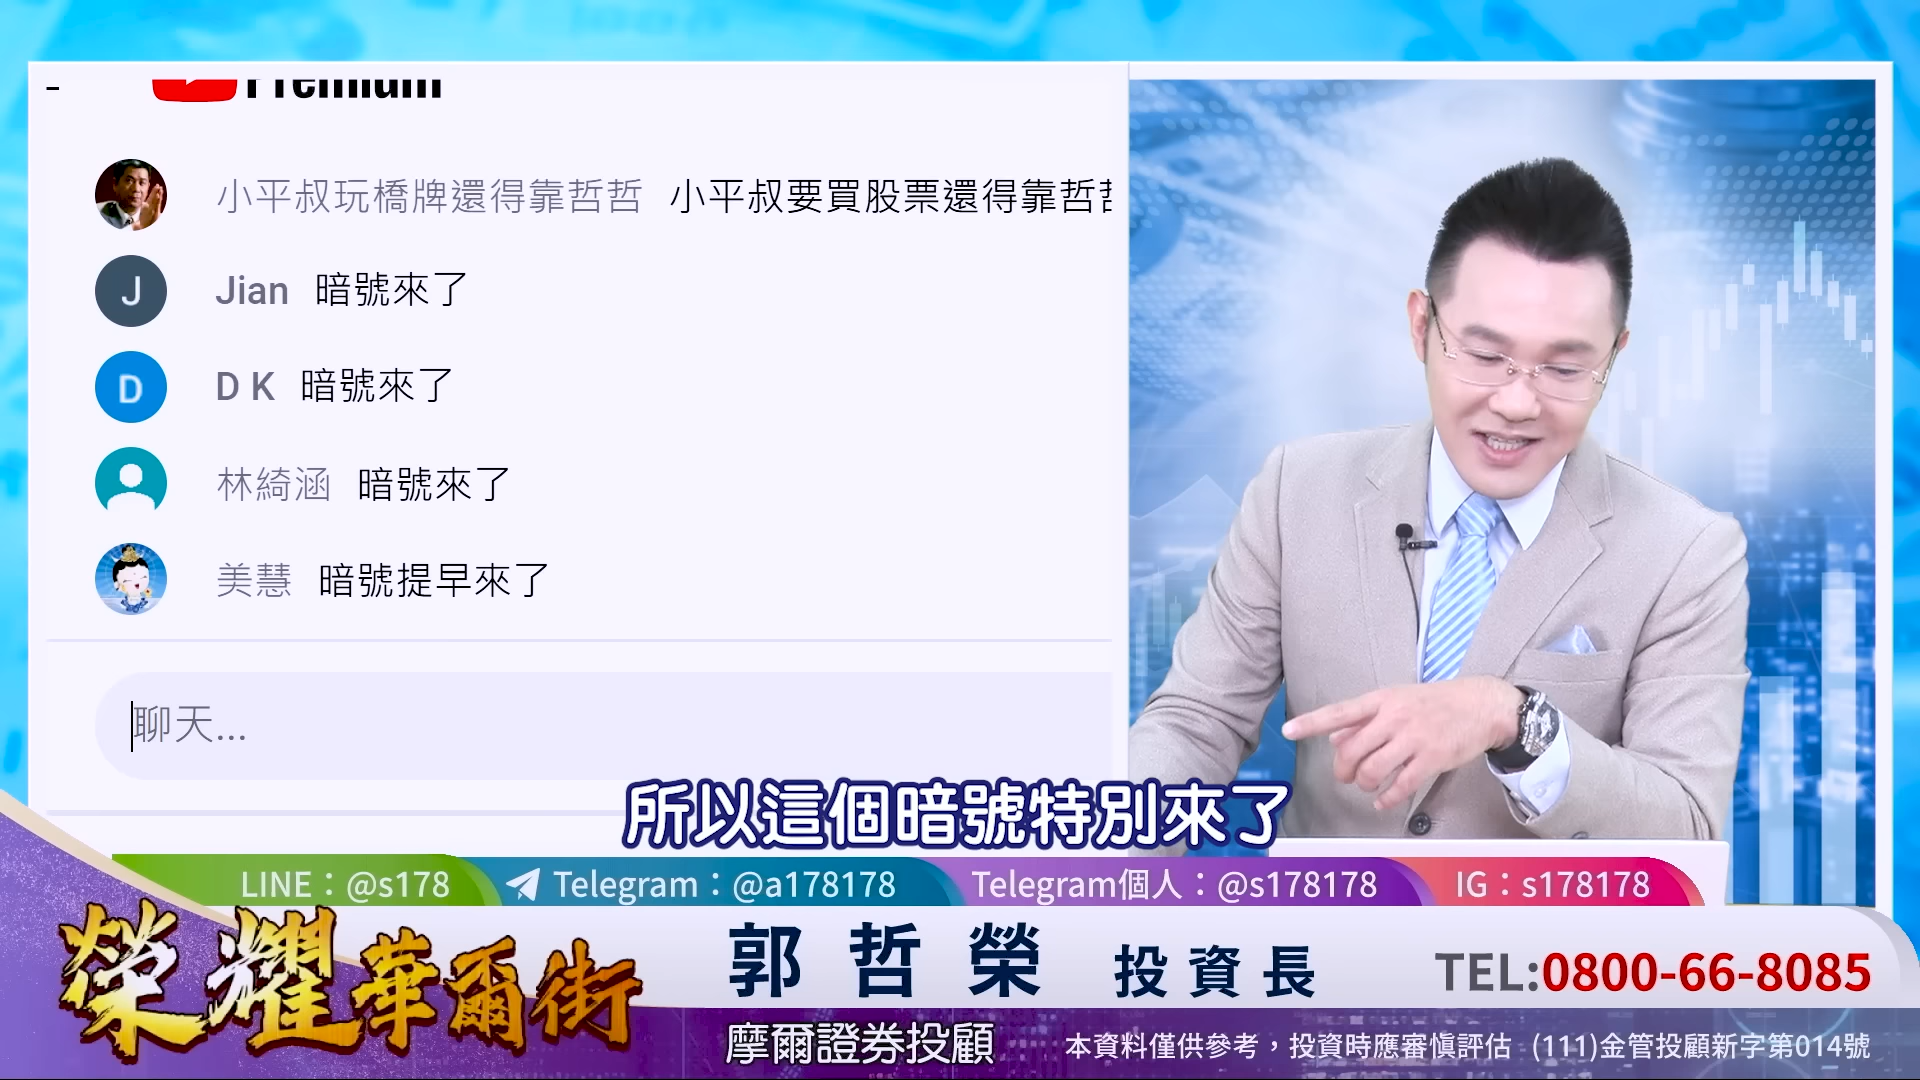 Premium
小平叔玩橋牌還得靠哲哲 小平叔要買股票還得靠哲
J Jian 暗號來了
D D K 暗號來了
林綺涵 暗號來了
美慧 暗號提早來了
聊天...
所以這個暗號特別來了
LINE：@s178 Telegram：@a178178 Telegram個人：@s178178 IG：s178178
榮耀華爾街
郭哲榮 投資長 TEL:0800-66-8085
摩爾證券投顧 本資料僅供參考，投資時應審慎評估 (111)金管投顧新字第014號